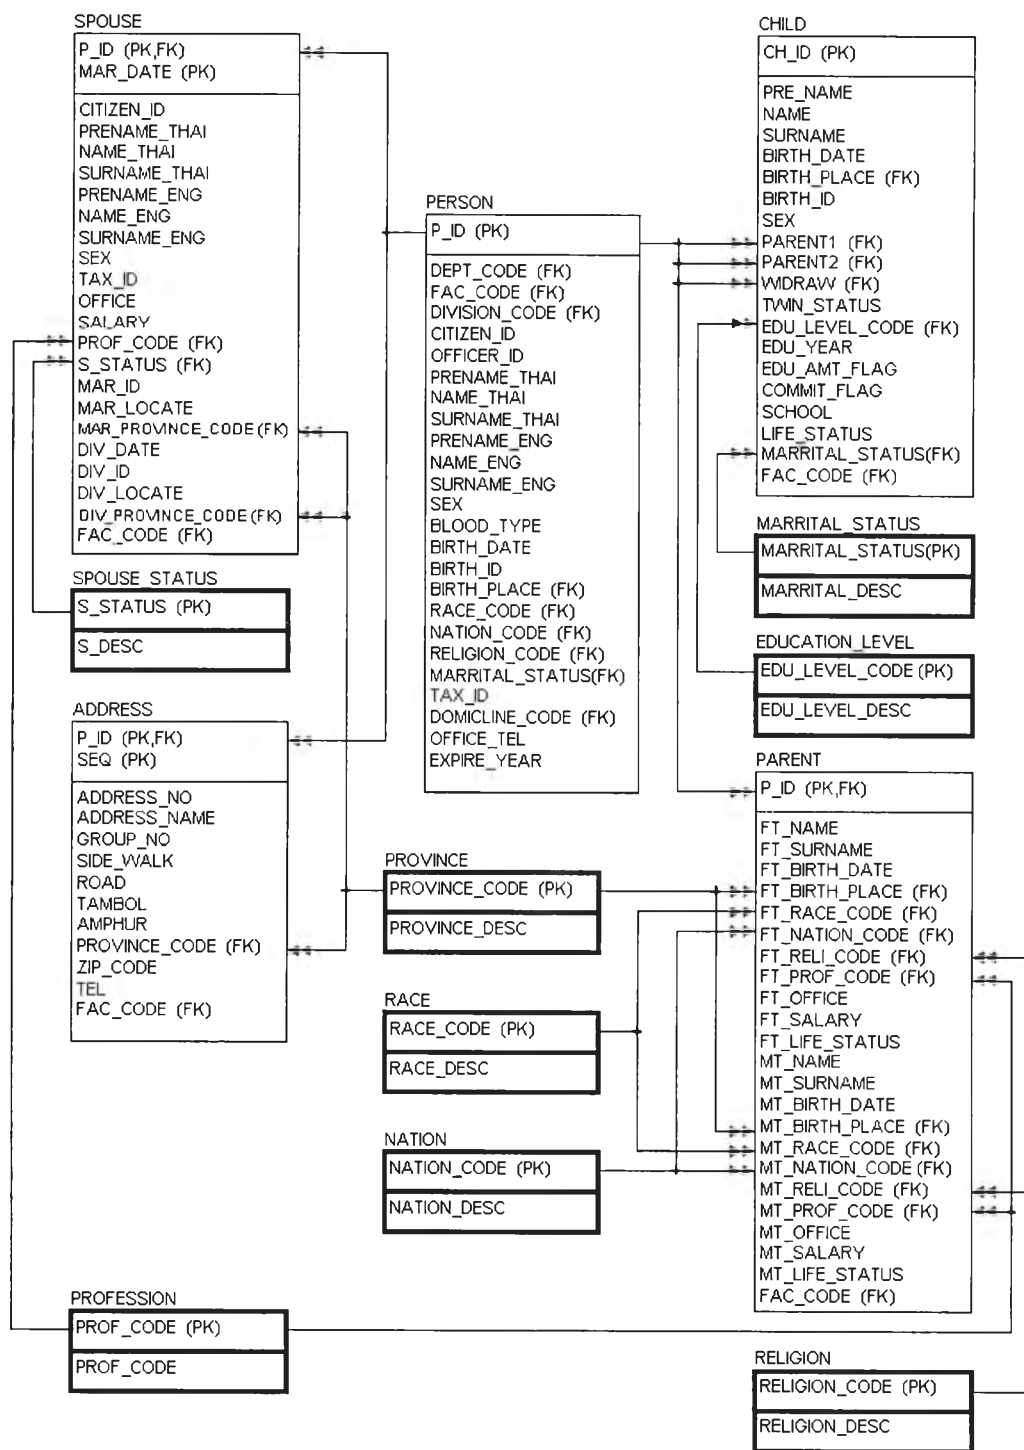 SPOUSE
P_ID (PK,FK)
MAR_DATE (PK)
CITIZEN_ID
PRENAME_THAI
NAME_THAI
SURNAME_THAI
PRENAME_ENG
NAME_ENG
SURNAME_ENG
SEX
TAX_ID
OFFICE
SALARY
PROF_CODE (FK)
S_STATUS (FK)
MAR_ID
MAR_LOCATE
MAR_PROVINCE_CODE(FK)
DIV_DATE
DIV_ID
DIV_LOCATE
DIV_PROVINCE_CODE(FK)
FAC_CODE (FK)
SPOUSE_STATUS
S_STATUS (PK)
S_DESC
ADDRESS
P_ID (PK,FK)
SEQ (PK)
ADDRESS_NO
ADDRESS_NAME
GROUP_NO
SIDE_WALK
ROAD
TAMBOL
AMPHUR
PROVINCE_CODE (FK)
ZIP_CODE
TEL
FAC_CODE (FK)
PROFESSION
PROF_CODE (PK)
PROF_CODE
PERSON
P_ID (PK)
DEPT_CODE (FK)
FAC_CODE (FK)
DIVISION_CODE (FK)
CITIZEN_ID
OFFICER_ID
PRENAME_THAI
NAME_THAI
SURNAME_THAI
PRENAME_ENG
NAME_ENG
SURNAME_ENG
SEX
BLOOD_TYPE
BIRTH_DATE
BIRTH_ID
BIRTH_PLACE (FK)
RACE_CODE (FK)
NATION_CODE (FK)
RELIGION_CODE (FK)
MARRITAL_STATUS(FK)
TAX_ID
DOMICLINE_CODE (FK)
OFFICE_TEL
EXPIRE_YEAR
PROVINCE
PROVINCE_CODE (PK)
PROVINCE_DESC
RACE
RACE_CODE (PK)
RACE_DESC
NATION
NATION_CODE (PK)
NATION_DESC
CHILD
CH_ID (PK)
PRE_NAME
NAME
SURNAME
BIRTH_DATE
BIRTH_PLACE (FK)
BIRTH_ID
SEX
PARENT1 (FK)
PARENT2 (FK)
WIDRAW (FK)
TWIN_STATUS
EDU_LEVEL_CODE (FK)
EDU_YEAR
EDU_AMT_FLAG
COMMIT_FLAG
SCHOOL
LIFE_STATUS
MARRITAL_STATUS(FK)
FAC_CODE (FK)
MARRITAL_STATUS
MARRITAL_STATUS(PK)
MARRITAL_DESC
EDUCATION_LEVEL
EDU_LEVEL_CODE (PK)
EDU_LEVEL_DESC
PARENT
P_ID (PK,FK)
FT_NAME
FT_SURNAME
FT_BIRTH_DATE
FT_BIRTH_PLACE (FK)
FT_RACE_CODE (FK)
FT_NATION_CODE (FK)
FT_RELI_CODE (FK)
FT_PROF_CODE (FK)
FT_OFFICE
FT_SALARY
FT_LIFE_STATUS
MT_NAME
MT_SURNAME
MT_BIRTH_DATE
MT_BIRTH_PLACE (FK)
MT_RACE_CODE (FK)
MT_NATION_CODE (FK)
MT_RELI_CODE (FK)
MT_PROF_CODE (FK)
MT_OFFICE
MT_SALARY
MT_LIFE_STATUS
FAC_CODE (FK)
RELIGION
RELIGION_CODE (PK)
RELIGION_DESC